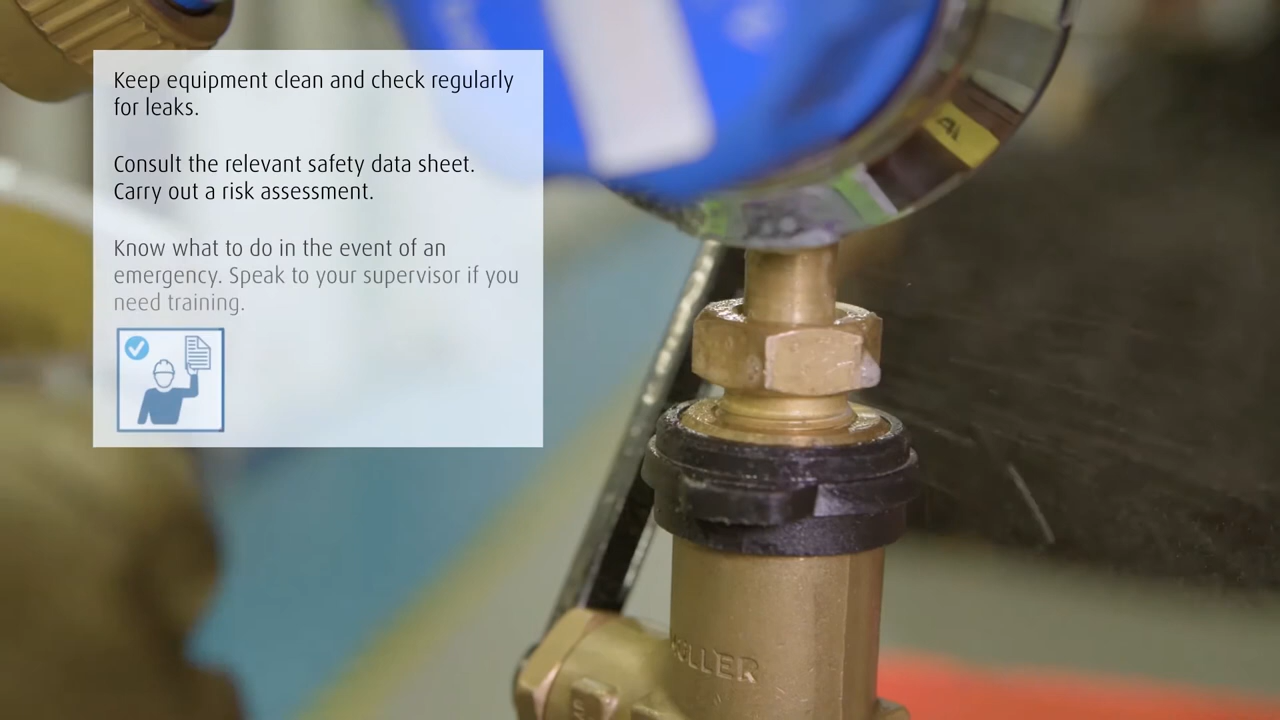 Keep equipment clean and check regularly
for leaks.
Consult the relevant safety data sheet.
Carry out a risk assessment.
Know what to do in the event of an
emergency. Speak to your supervisor if you
need training.